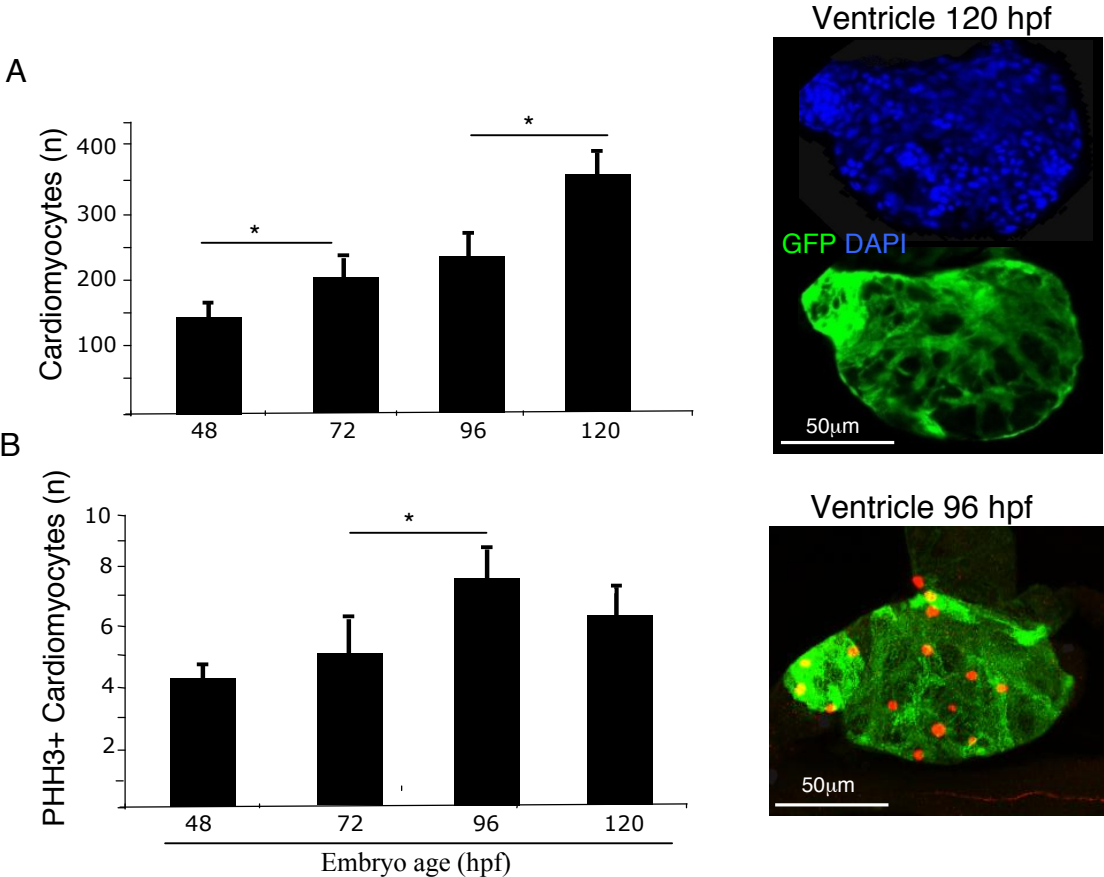 Ventricle 120 hpf
A
Cardiomyocytes (n)
400
300
200
100
*
*
48 72 96 120
GFP DAPI
50μm
B
PHH3+ Cardiomyocytes (n)
10
8
6
4
2
*
48 72 96 120
Embryo age (hpf)
Ventricle 96 hpf
50μm